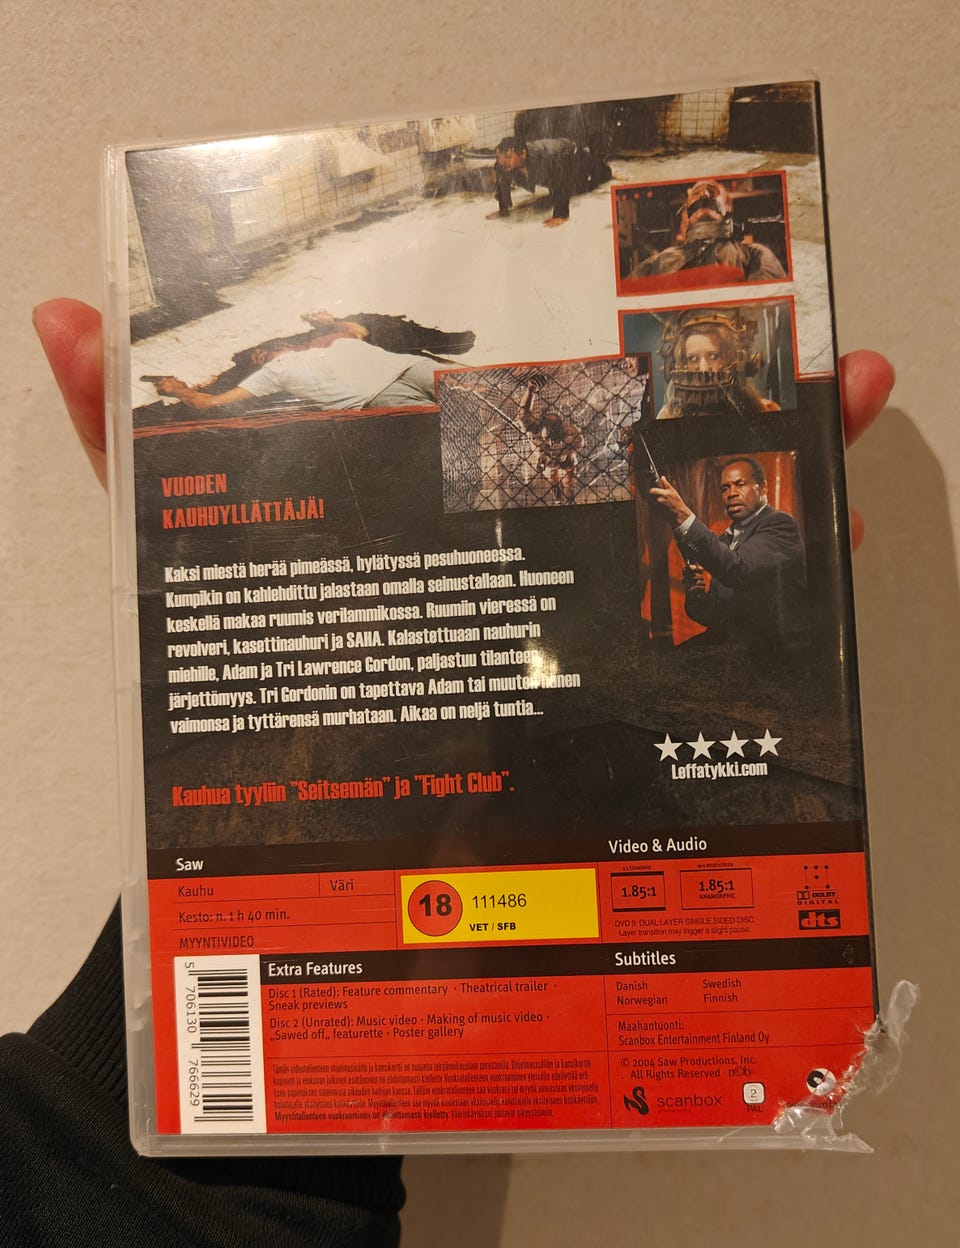 VUODEN
KAUHUYLLÄTTÄJÄ!
Kaksi miestä herää pimeässä, hylätyssä pesuhuoneessa.
Kumpikin on kahlehdittu jalastaan omalla seinustallaan. Huoneen
keskellä makaa ruumis verilammikossa. Ruumiin vieressä on
revolveri, kasettinauhuri ja SAHA. Kalastettuaan nauhurin
miehille, Adam ja Tri Lawrence Gordon, paljastuu tilanteen
järjettömyys. Tri Gordonin on tapettava Adam tai muuten hänen
vaimonsa ja tyttärensä murhataan. Aikaa on neljä tuntia...
★★★★
Leffatykki.com
Kauhua tyyliin "Seitsemän" ja "Fight Club".
Saw
Kauhu
Väri
Kesto: n. 1 h 40 min.
MYYNTIVIDEO
18
111486
VET / SFB
Video & Audio
4:3 STANDARD
1.85:1
16:9 WIDESCREEN
1.85:1
ANAMORPHIC
DOLBY
DIGITAL
dts
DVD 9: DUAL LAYER SINGLE SIDED DISC
Layer transition may trigger a slight pause.
Extra Features
Disc 1 (Rated): Feature commentary · Theatrical trailer ·
Sneak previews
Disc 2 (Unrated): Music video · Making of music video ·
„Sawed off„ featurette · Poster gallery
Subtitles
Danish
Swedish
Norwegian
Finnish
Maahantuonti:
Scanbox Entertainment Finland Oy
© 2004 Saw Productions, Inc.
All Rights Reserved
scanbox
2
PAL
5 706130 766629